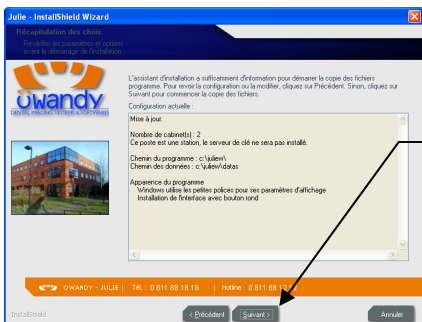 Julie - InstallShield Wizard
Récapitulation des choix.
Revérifier les paramètres et options
avant le démarrage de l'installation
Owandy
DENTAL IMAGING SYSTEMS & SOFTWARES
L'assistant d'installation a suffisamment d'information pour démarrer la copie des fichiers
programme. Pour revoir la configuration ou la modifier, cliquez sur Précédent. Sinon, cliquez sur
Suivant pour commencer la copie des fichiers.
Configuration actuelle :
Mise à jour.
Nombre de cabinet(s) : 2
Ce poste est une station, le serveur de clé ne sera pas installé.
Chemin du programme : c:\juliew\
Chemin des données : c:\juliew\datas
Apparence du programme
Windows utilise les petites polices pour ses paramètres d'affichage
Installation de l'interface avec bouton rond
OWANDY - JULIE | Tél. : 0 811 88 18 18 | Hotline : 0 811 88
InstallShield
< Précédent
Suivant >
Annuler